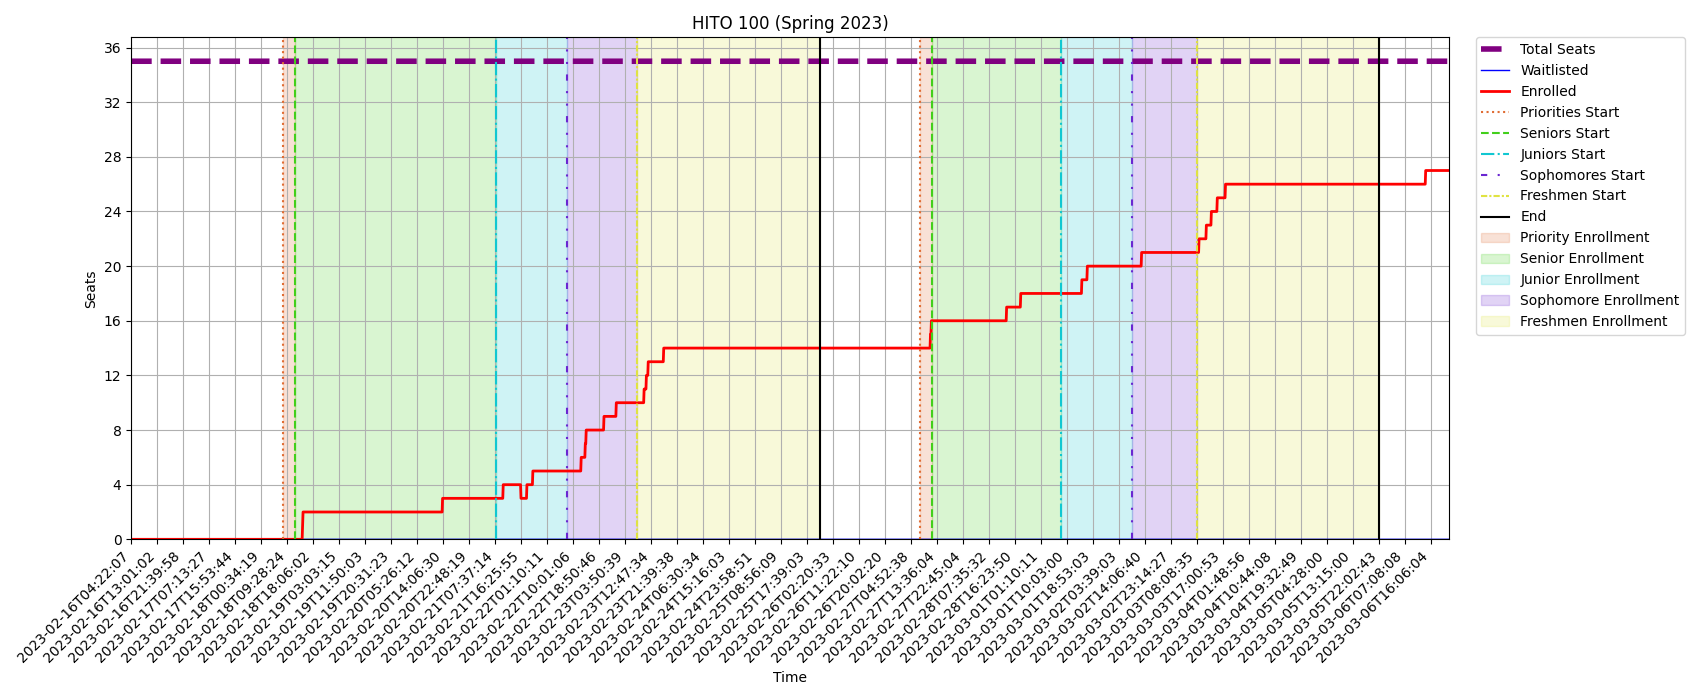 HITO 100 (Spring 2023)
36
32
28
24
20
16
12
8
4
0
Seats
2023-02-16T04:22:07
2023-02-16T13:01:02
2023-02-16T21:39:58
2023-02-17T07:13:27
2023-02-17T15:53:44
2023-02-18T00:34:19
2023-02-18T09:28:24
2023-02-18T18:06:02
2023-02-19T03:03:15
2023-02-19T11:50:03
2023-02-19T20:31:23
2023-02-20T05:26:12
2023-02-20T14:06:30
2023-02-20T22:48:19
2023-02-21T07:37:14
2023-02-21T16:25:55
2023-02-22T01:10:11
2023-02-22T10:01:06
2023-02-22T18:50:46
2023-02-23T03:50:39
2023-02-23T12:47:34
2023-02-23T21:39:38
2023-02-24T06:30:34
2023-02-24T15:16:03
2023-02-24T23:58:51
2023-02-25T08:56:09
2023-02-25T17:39:03
2023-02-26T02:20:33
2023-02-26T11:22:10
2023-02-26T20:02:20
2023-02-27T04:52:38
2023-02-27T13:36:04
2023-02-27T22:45:04
2023-02-28T07:35:32
2023-02-28T16:23:50
2023-03-01T01:10:11
2023-03-01T10:03:00
2023-03-01T18:53:03
2023-03-02T03:39:03
2023-03-02T14:06:40
2023-03-02T23:14:27
2023-03-03T08:08:35
2023-03-03T17:00:53
2023-03-04T01:48:56
2023-03-04T10:44:08
2023-03-04T19:32:49
2023-03-05T04:28:00
2023-03-05T13:15:00
2023-03-05T22:02:43
2023-03-06T07:08:08
2023-03-06T16:06:04
Time
Total Seats
Waitlisted
Enrolled
Priorities Start
Seniors Start
Juniors Start
Sophomores Start
Freshmen Start
End
Priority Enrollment
Senior Enrollment
Junior Enrollment
Sophomore Enrollment
Freshmen Enrollment